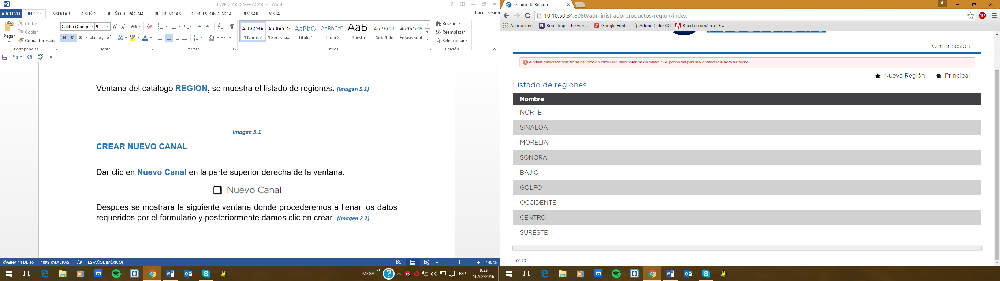 INVENTARIO MEGACABLE - Word
ARCHIVO INICIO INSERTAR DISEÑO DISEÑO DE PÁGINA REFERENCIAS CORRESPONDENCIA REVISAR VISTA Iniciar sesión
Pegar
Cortar
Copiar
Copiar formato
Portapapeles
Calibri (Cuerpo 9
N K S abc x₂ x²
Fuente
Párrafo
AaBbCcDc AaBbCcDc AaBbCc AaBbCcD AaBl AaBbCcD AaBbCcDc
¶ Normal ¶ Sin espa... Título 1 Título 2 Puesto Subtítulo Énfasis sutil
Estilos
Buscar
Reemplazar
Seleccionar
Edición
Ventana del catálogo REGION, se muestra el listado de regiones. (Imagen 5.1)
Imagen 5.1
CREAR NUEVO CANAL
Dar clic en Nuevo Canal en la parte superior derecha de la ventana.
Nuevo Canal
Despues se mostrara la siguiente ventana donde procederemos a llenar los datos
requeridos por el formulario y posteriormente damos clic en crear. (Imagen 2.2)
PÁGINA 14 DE 16 1099 PALABRAS ESPAÑOL (MÉXICO) 140 %
MEGA » ESP 9:33
16/02/2016
Listado de Región
10.10.50.34:8080/administradorproductos/region/index
ABP
Aplicaciones Bootstrap · The worl... Google Fonts Adobe Color CC Rueda cromática | E...
Cerrar sesión
Algunas características no se han podido inicializar, favor intentar de nuevo. Si el problema persiste, contactar al administrador.
Nueva Región Principal
Listado de regiones
Nombre
NORTE
SINALOA
MORELIA
SONORA
BAJIO
GOLFO
OCCIDENTE
CENTRO
SURESTE
0.1.23